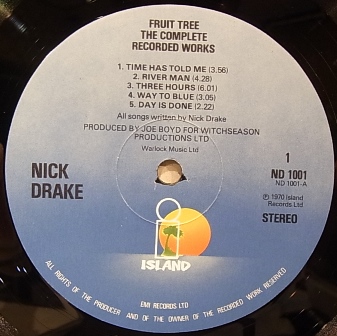 FRUIT TREE
THE COMPLETE
RECORDED WORKS
1. TIME HAS TOLD ME (3.56)
2. RIVER MAN (4.28)
3. THREE HOURS (6.01)
4. WAY TO BLUE (3.05)
5. DAY IS DONE (2.22)
All songs written by Nick Drake
PRODUCED BY JOE BOYD FOR WITCHSEASON
PRODUCTIONS LTD
Warlock Music Ltd
NICK
DRAKE
1
ND 1001
ND 1001-A
℗ 1970 Island
Records Ltd
STEREO
ISLAND
EMI RECORDS LTD
ALL RIGHTS OF THE PRODUCER AND OF THE OWNER OF THE RECORDED WORK RESERVED